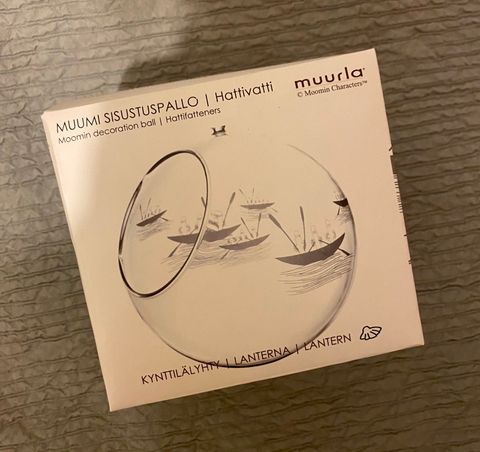 MUUMI SISUSTUSPALLO | Hattivatti
Moomin decoration ball | Hattifatteners
muurla
© Moomin Characters™
KYNTTILÄLYHTY | LANTERNA | LANTERN